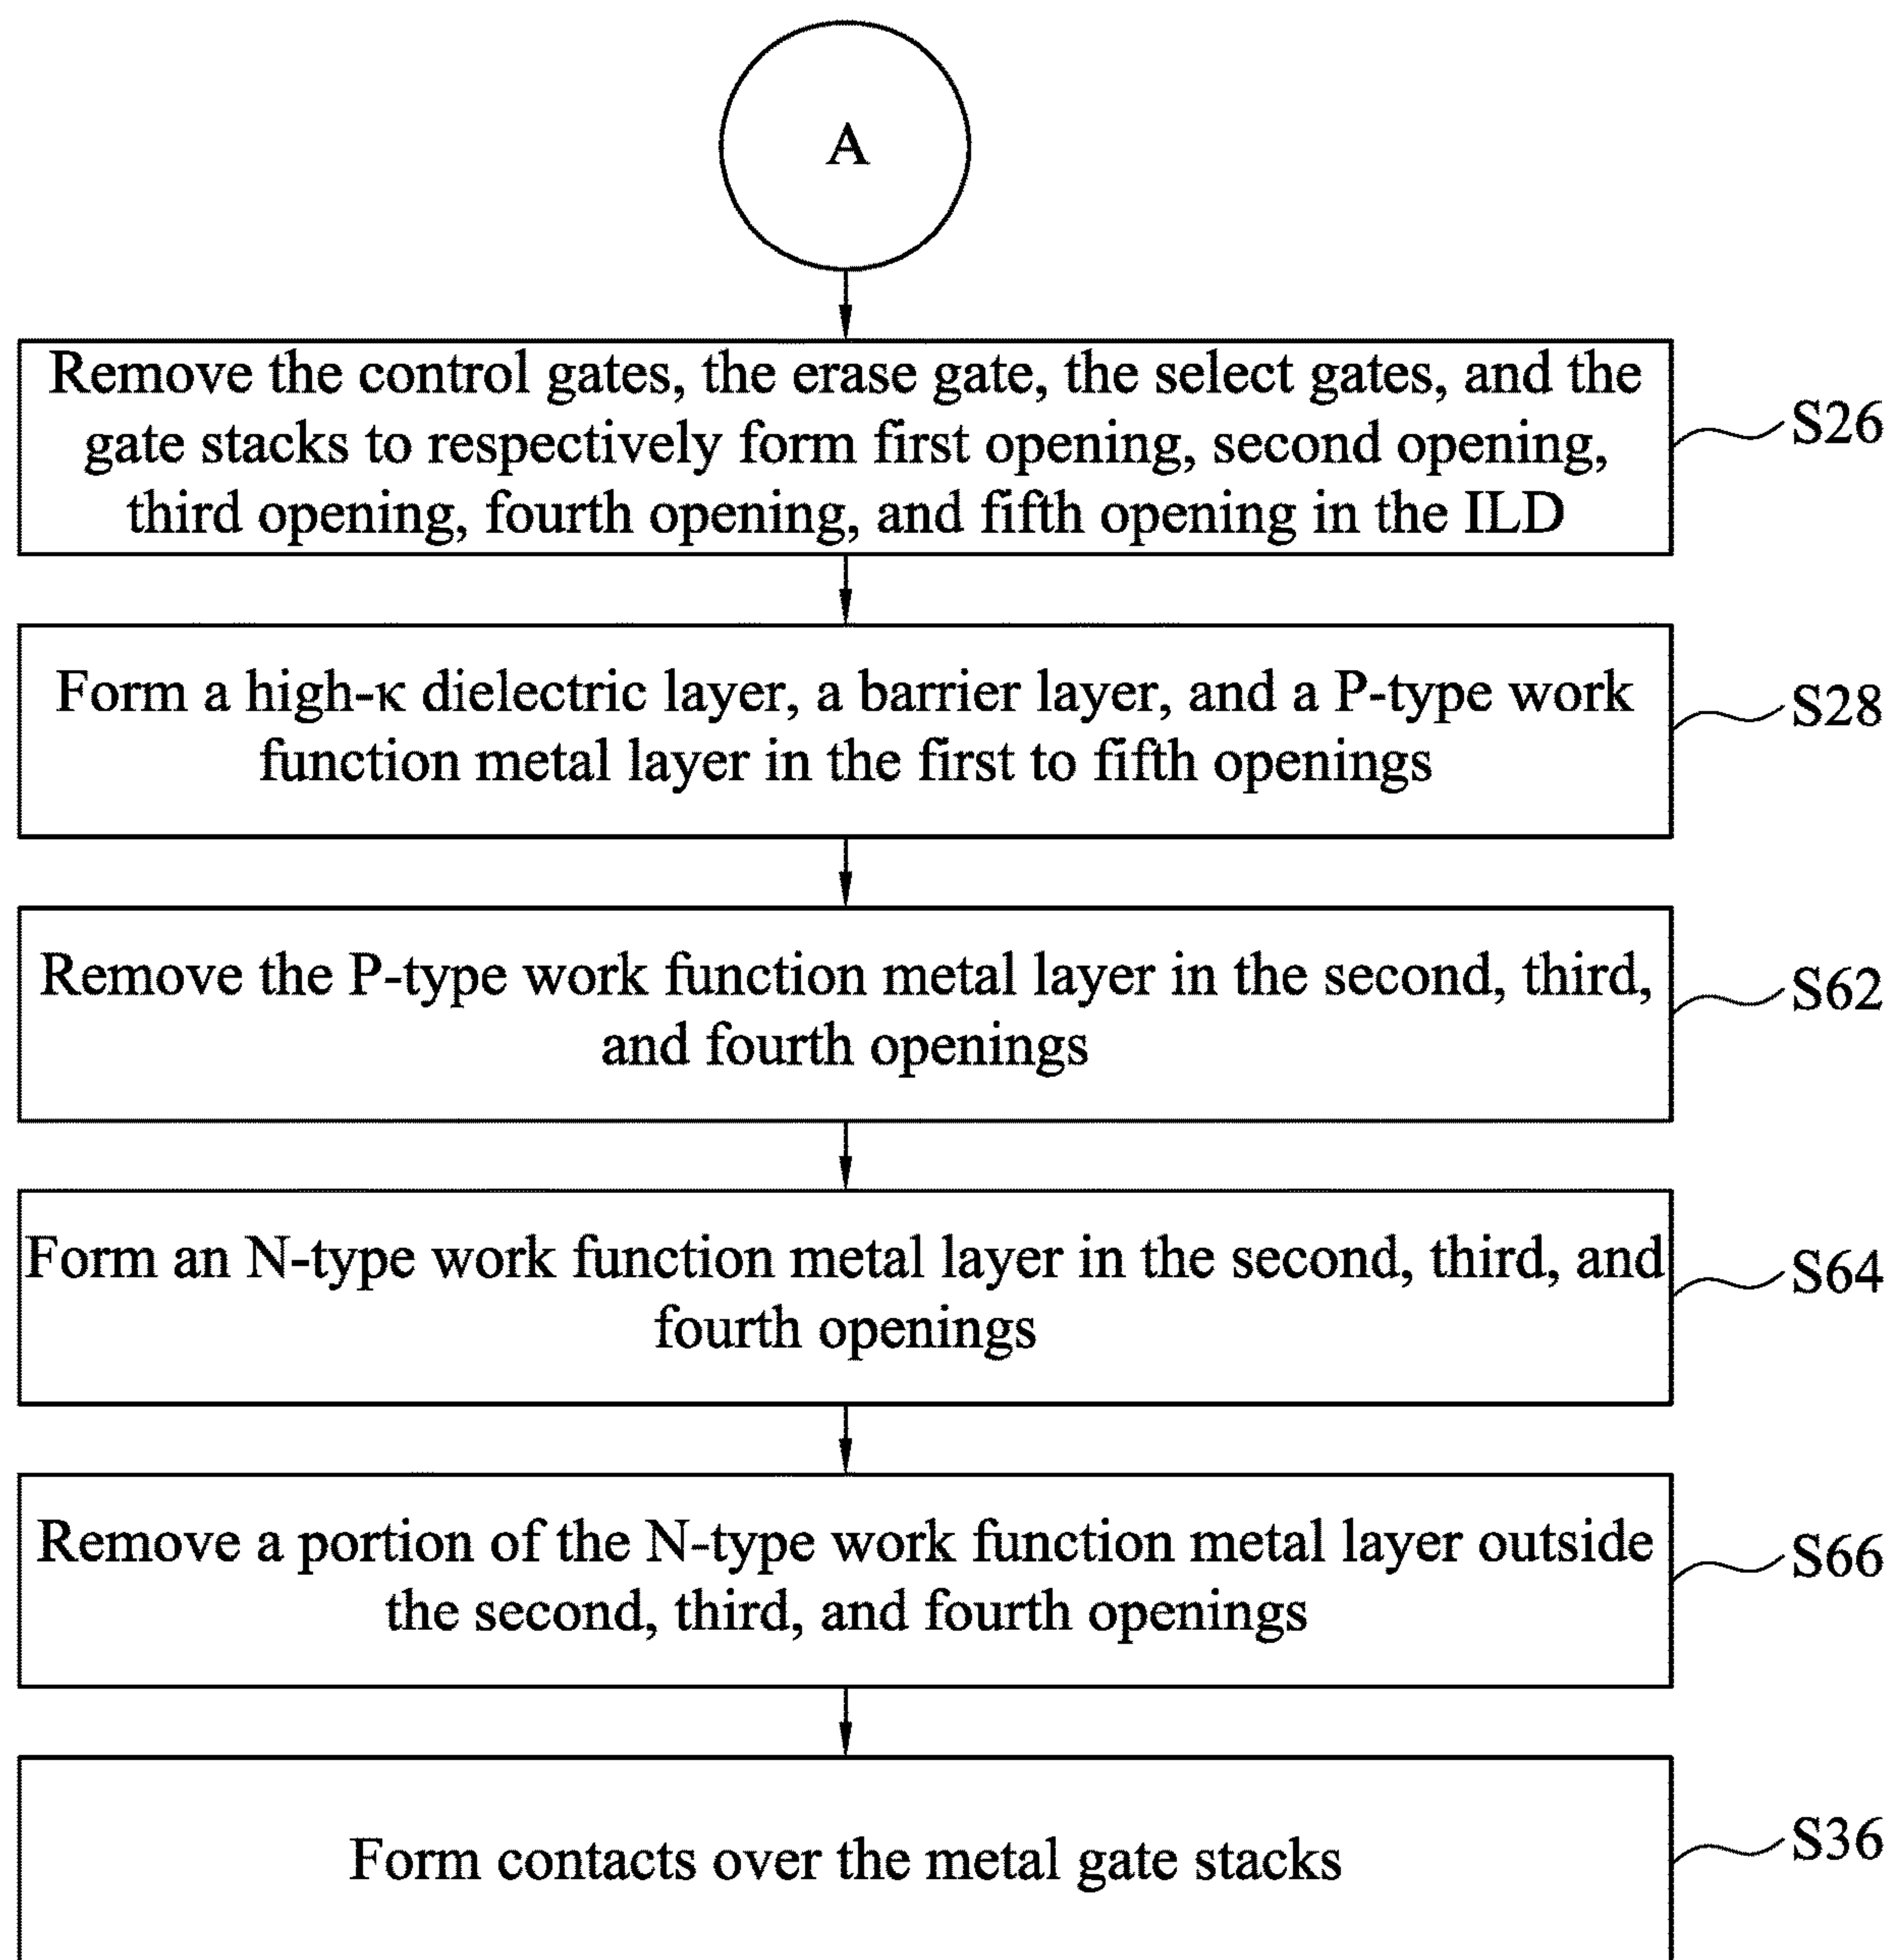 A
Remove the control gates, the erase gate, the select gates, and the
gate stacks to respectively form first opening, second opening,
third opening, fourth opening, and fifth opening in the ILD
S26
Form a high-κ dielectric layer, a barrier layer, and a P-type work
function metal layer in the first to fifth openings
S28
Remove the P-type work function metal layer in the second, third,
and fourth openings
S62
Form an N-type work function metal layer in the second, third, and
fourth openings
S64
Remove a portion of the N-type work function metal layer outside
the second, third, and fourth openings
S66
Form contacts over the metal gate stacks
S36